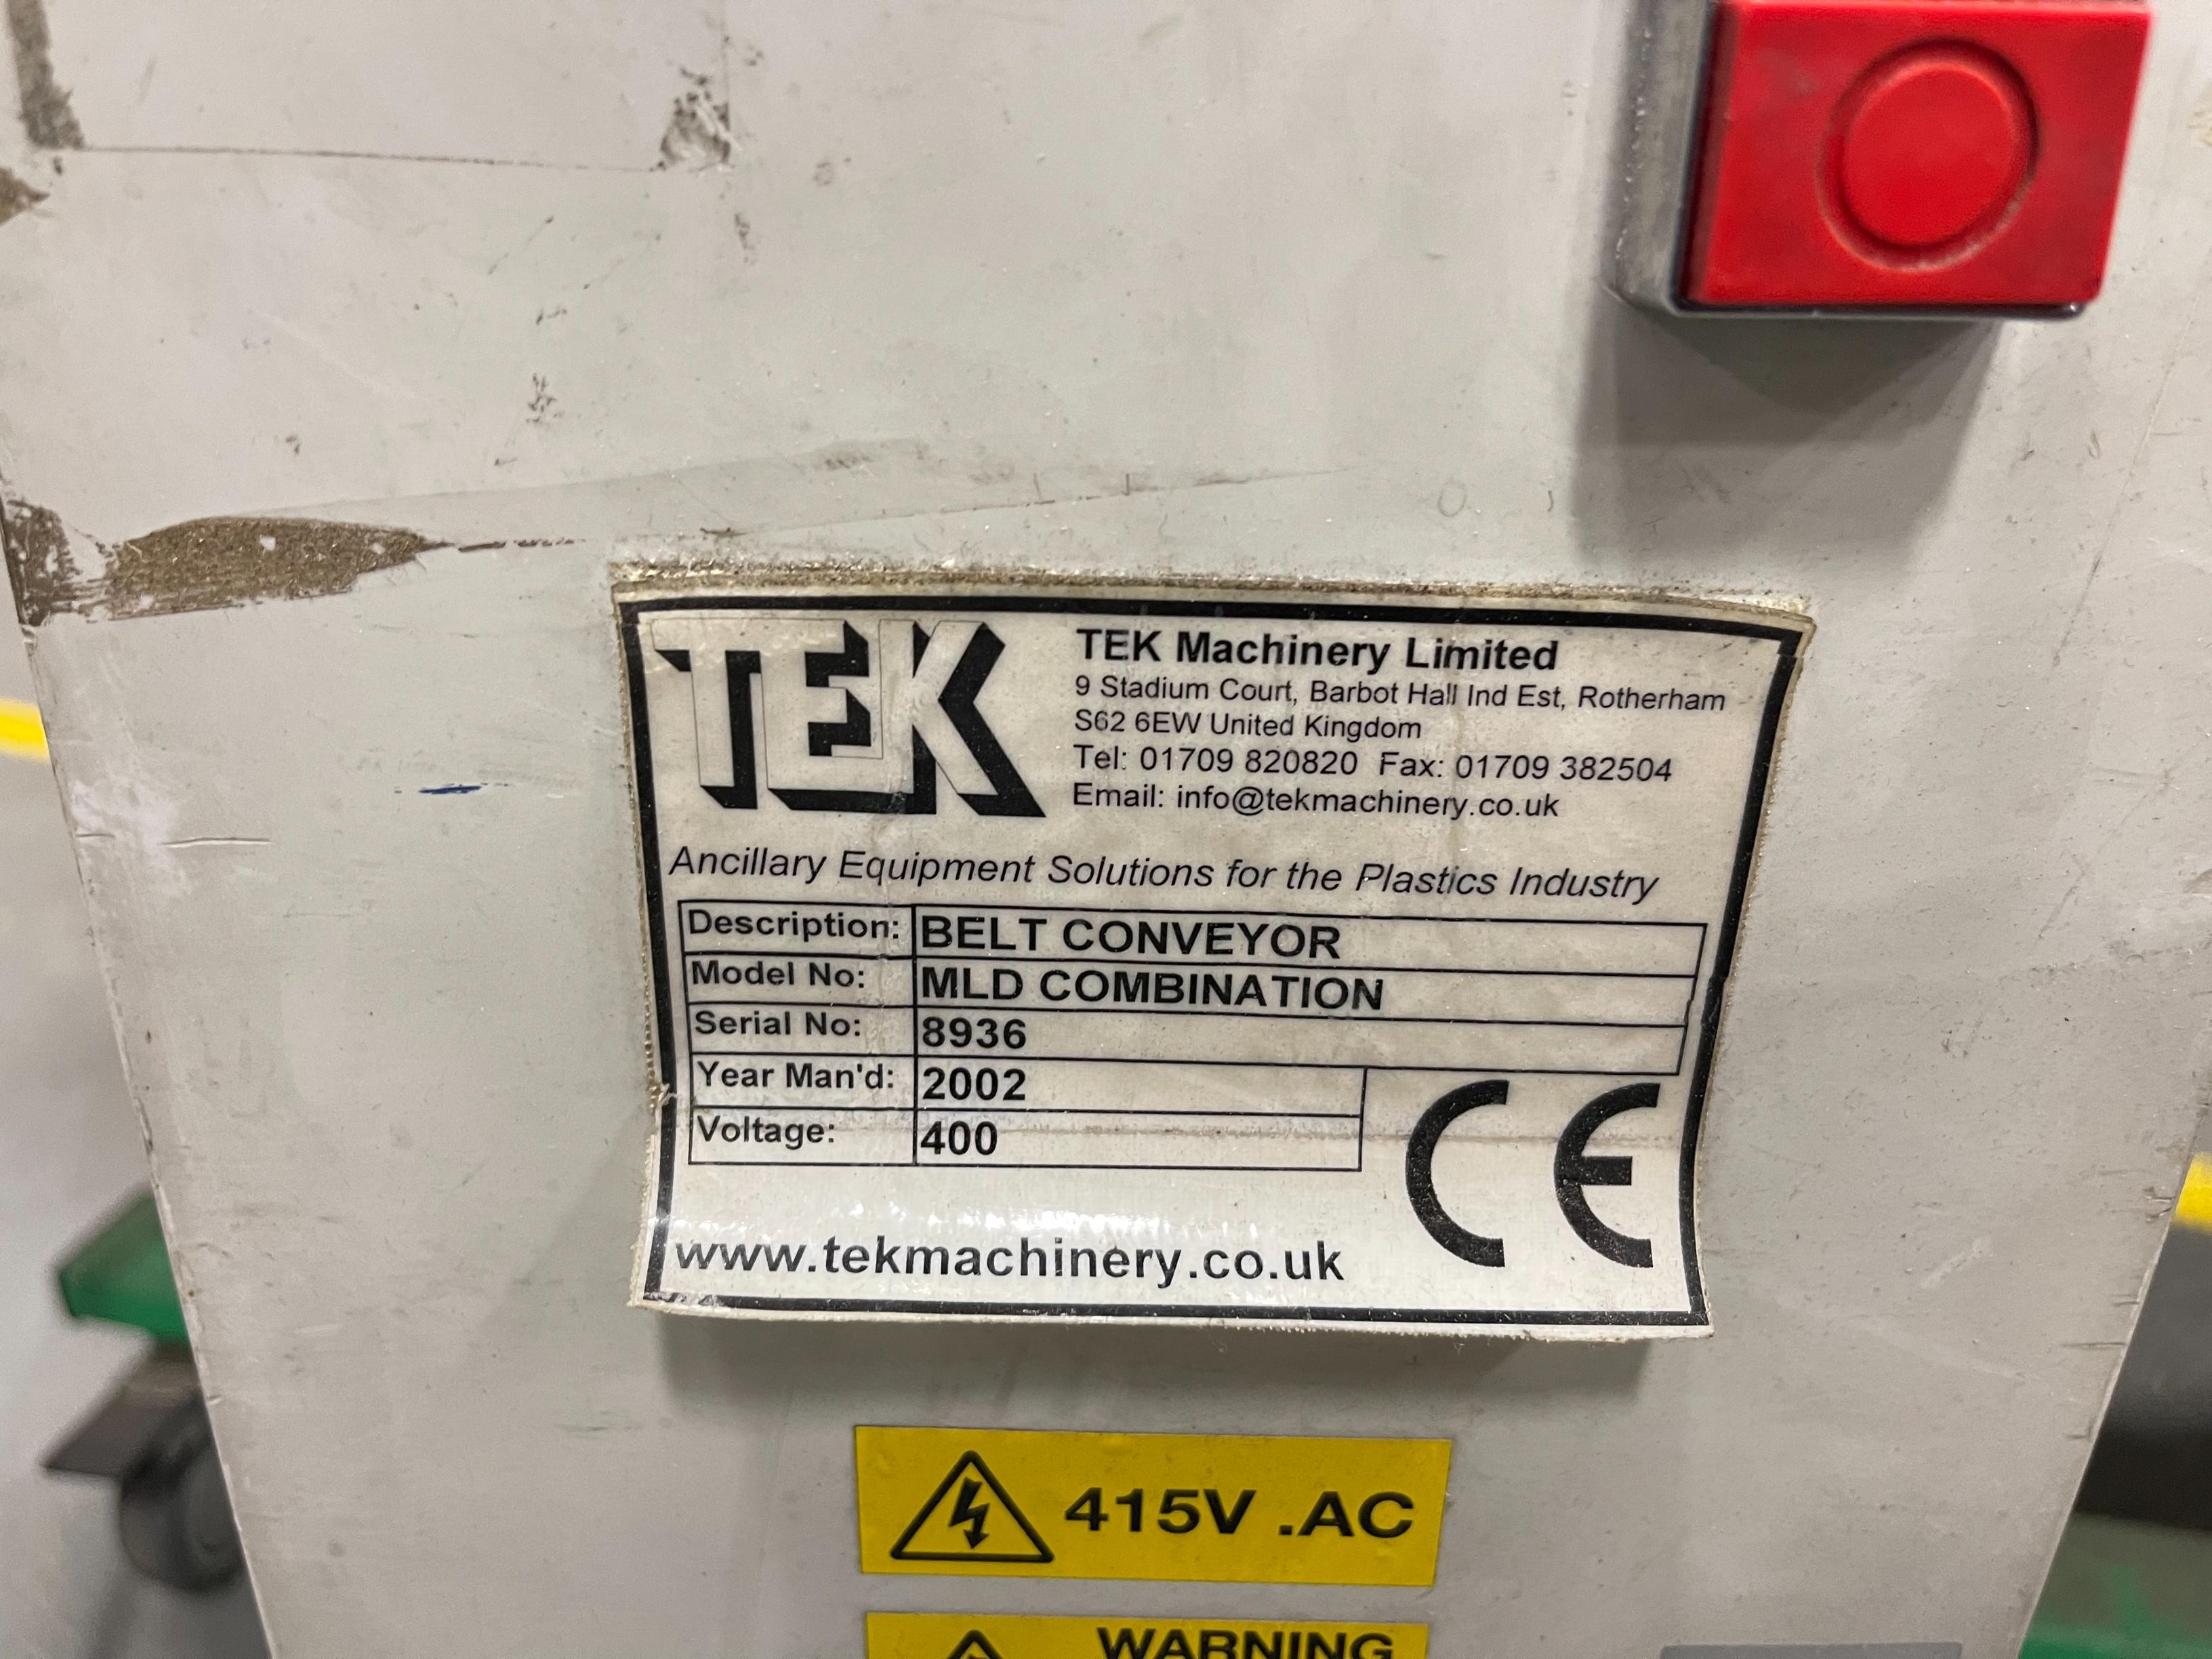 TEK
TEK Machinery Limited
9 Stadium Court, Barbot Hall Ind Est, Rotherham
S62 6EW United Kingdom
Tel: 01709 820820 Fax: 01709 382504
Email: info@tekmachinery.co.uk
Ancillary Equipment Solutions for the Plastics Industry
Description: BELT CONVEYOR
Model No: MLD COMBINATION
Serial No: 8936
Year Man'd: 2002
Voltage: 400
CE
www.tekmachinery.co.uk
415V .AC
WARNING